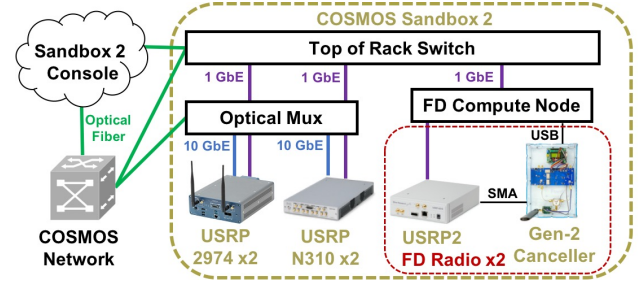 COSMOS Sandbox 2
Sandbox 2
Console
Top of Rack Switch
1 GbE
1 GbE
1 GbE
Optical
Fiber
Optical Mux
FD Compute Node
10 GbE
10 GbE
USB
SMA
COSMOS
Network
USRP
2974 x2
USRP
N310 x2
USRP2
FD Radio x2
Gen-2
Canceller